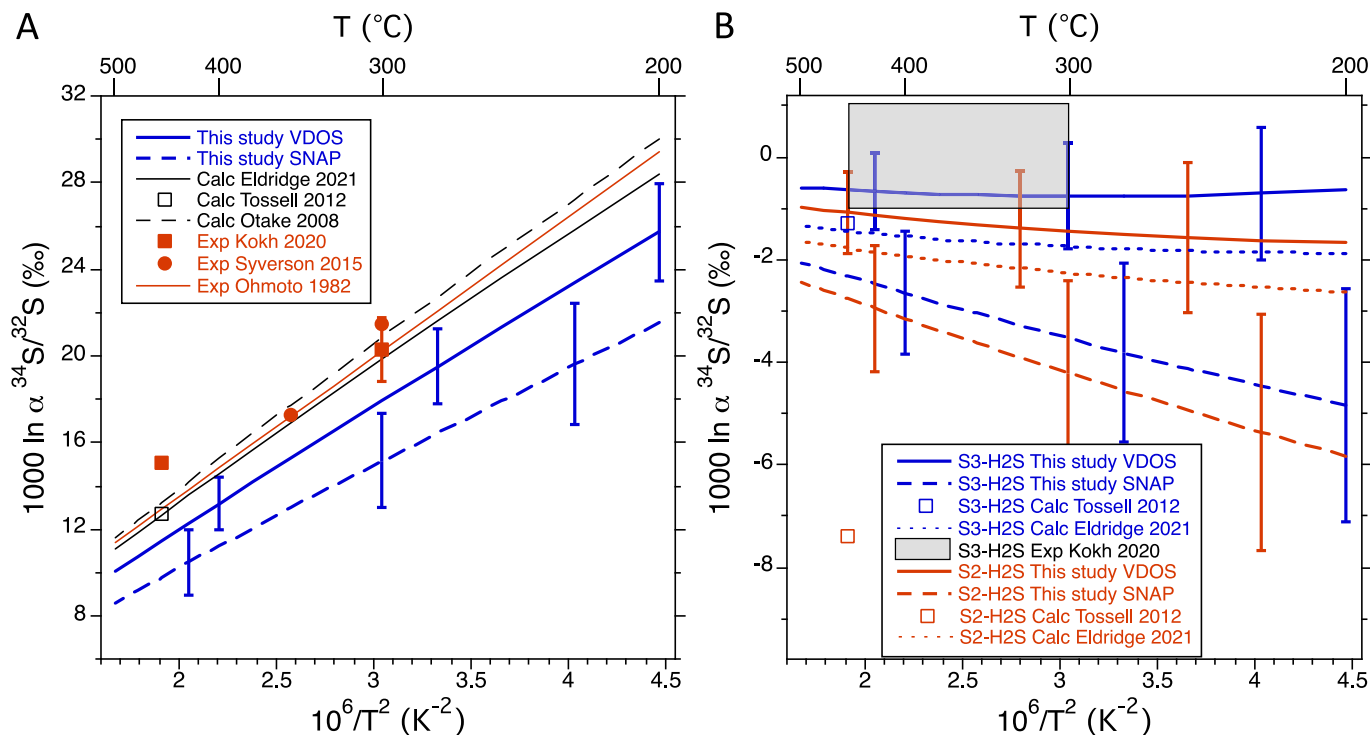 A
T (°C)
500
400
300
200
32
28
24
20
16
12
8
1000 ln α ³⁴S/³²S (‰)
This study VDOS
This study SNAP
Calc Eldridge 2021
Calc Tossell 2012
Calc Otake 2008
Exp Kokh 2020
Exp Syverson 2015
Exp Ohmoto 1982
2
2.5
3
3.5
4
4.5
10⁶/T² (K⁻²)
B
T (°C)
500
400
300
200
0
-2
-4
-6
-8
1000 ln α ³⁴S/³²S (‰)
S3-H2S This study VDOS
S3-H2S This study SNAP
S3-H2S Calc Tossell 2012
S3-H2S Calc Eldridge 2021
S3-H2S Exp Kokh 2020
S2-H2S This study VDOS
S2-H2S This study SNAP
S2-H2S Calc Tossell 2012
S2-H2S Calc Eldridge 2021
2
2.5
3
3.5
4
4.5
10⁶/T² (K⁻²)